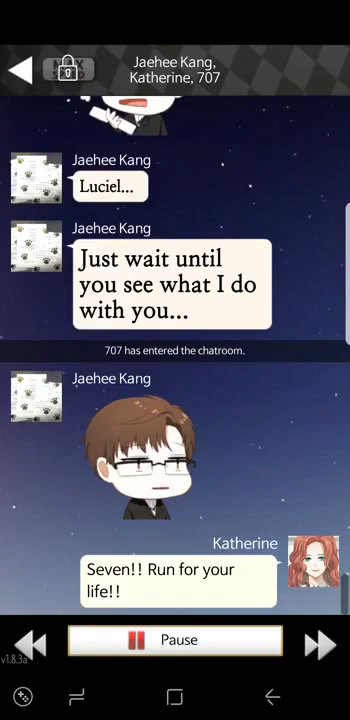 Jaehee Kang,
Katherine, 707
Jaehee Kang
Luciel...
Jaehee Kang
Just wait until
you see what I do
with you...
707 has entered the chatroom.
Jaehee Kang
Katherine
Seven!! Run for your
life!!
Pause
v1.8.3a